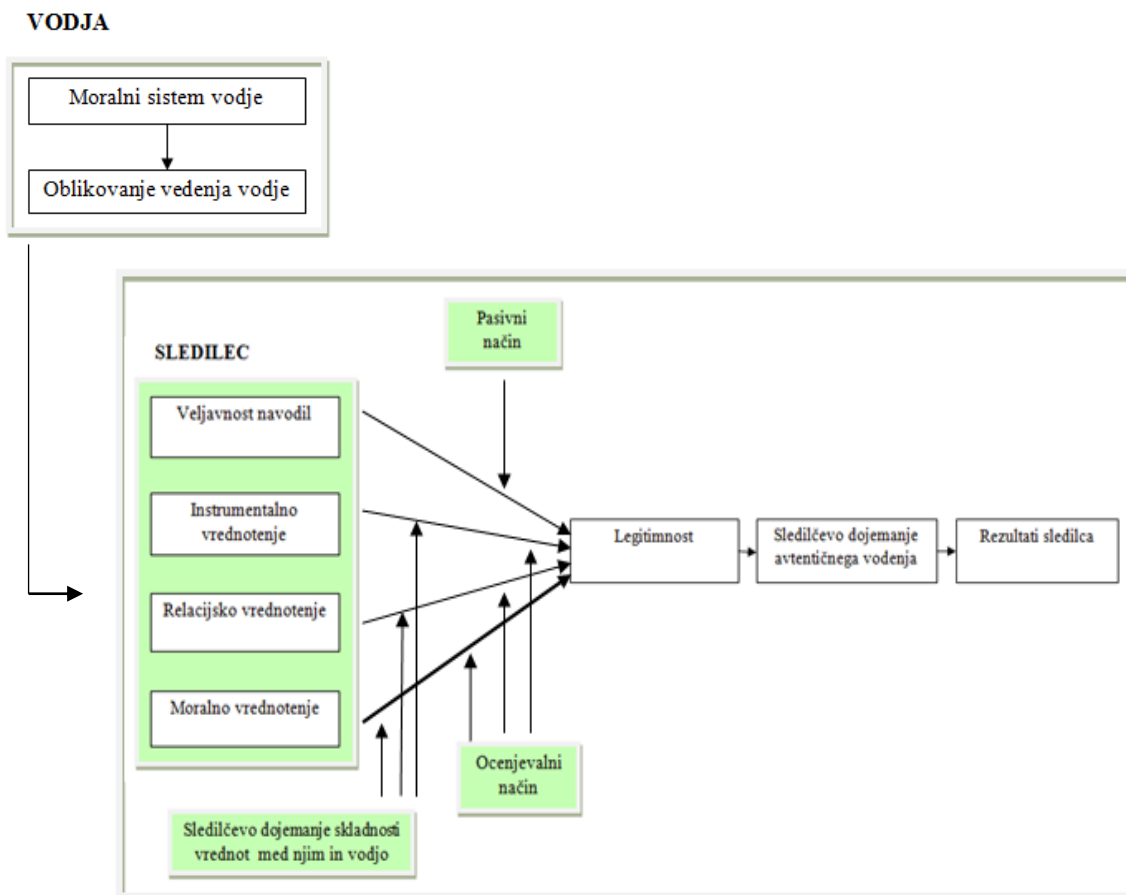 VODJA
Moralni sistem vodje
Oblikovanje vedenja vodje
Pasivni
način
SLEDILEC
Veljavnost navodil
Instrumentalno
vrednotenje
Relacijsko vrednotenje
Moralno vrednotenje
Legitimnost
Sledilčevo dojemanje
avtentičnega vodenja
Rezultati sledilca
Ocenjevalni
način
Sledilčevo dojemanje skladnosti
vrednot med njim in vodjo